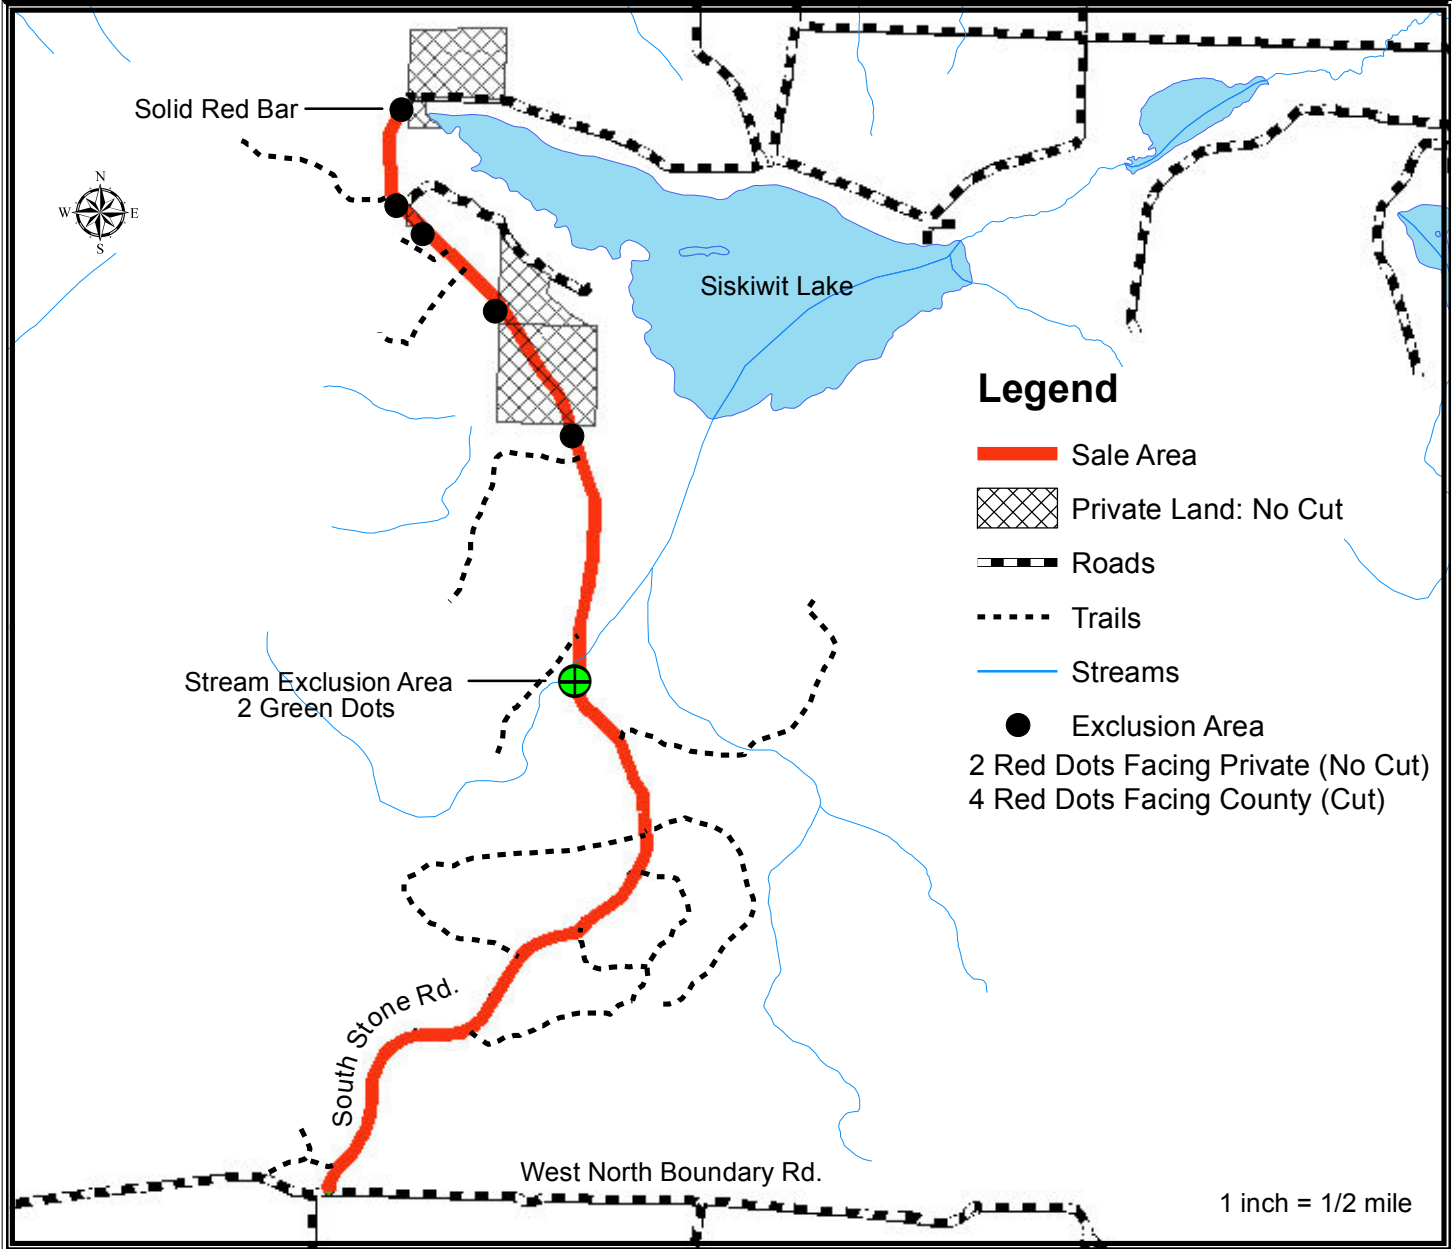 Solid Red Bar
N
W E
S
Siskiwit Lake
Legend
Sale Area
Private Land: No Cut
Roads
Trails
Streams
Exclusion Area
2 Red Dots Facing Private (No Cut)
4 Red Dots Facing County (Cut)
Stream Exclusion Area
2 Green Dots
South Stone Rd.
West North Boundary Rd.
1 inch = 1/2 mile